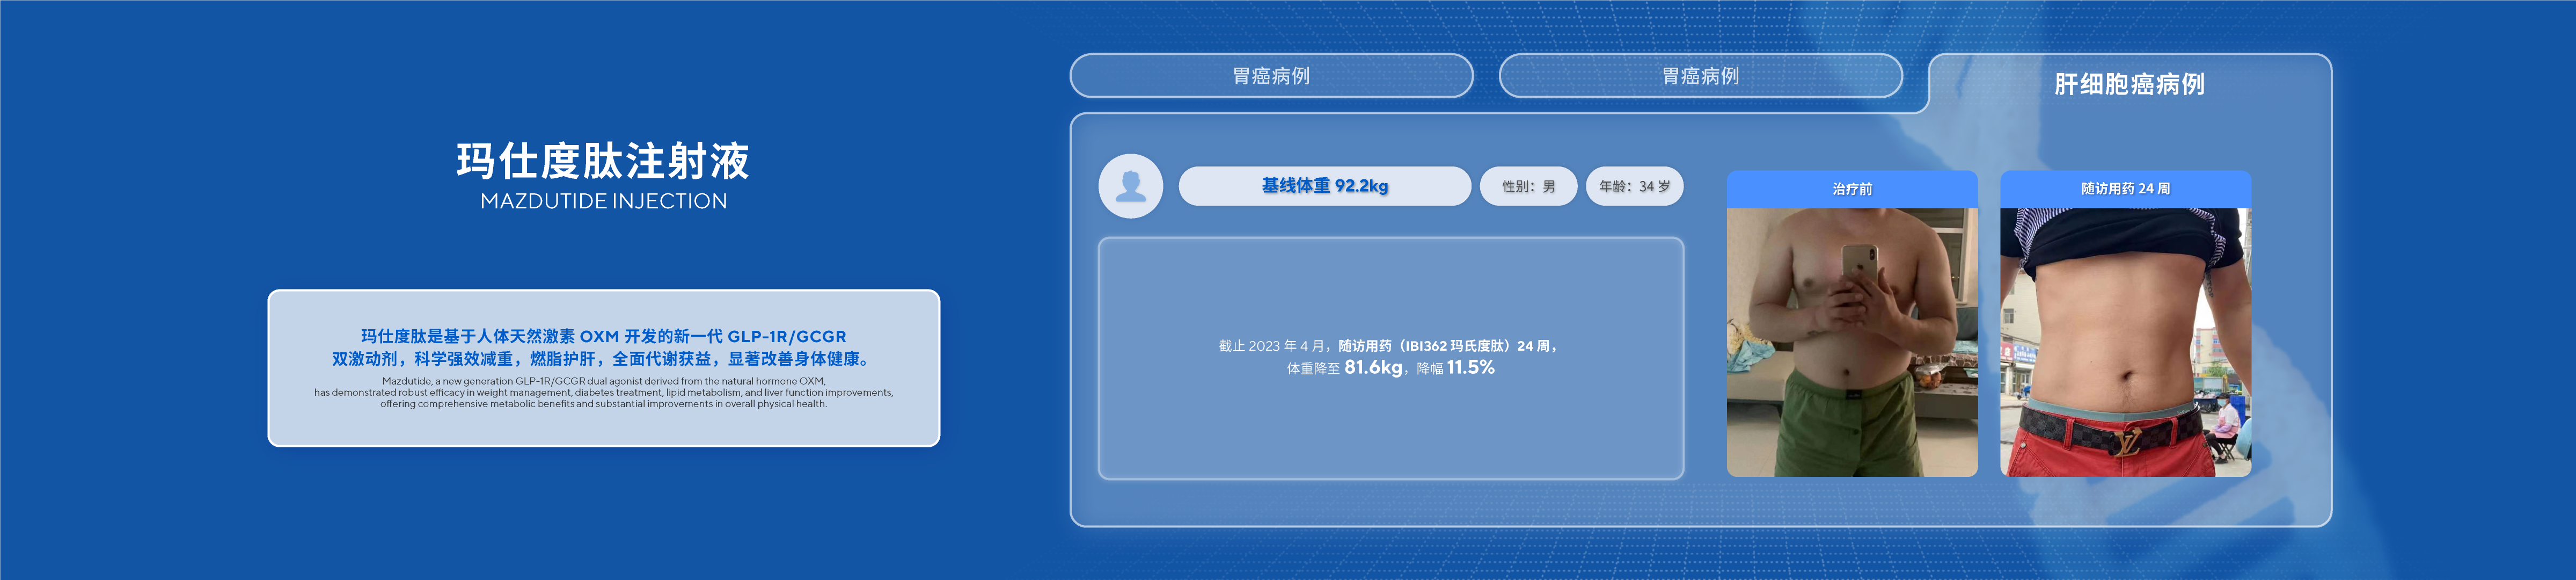 玛仕度肽注射液
MAZDUTIDE INJECTION
玛仕度肽是基于人体天然激素 OXM 开发的新一代 GLP-1R/GCGR
双激动剂，科学强效减重，燃脂护肝，全面代谢获益，显著改善身体健康。
Mazdutide, a new generation GLP-1R/GCGR dual agonist derived from the natural hormone OXM,
has demonstrated robust efficacy in weight management, diabetes treatment, lipid metabolism, and liver function improvements,
offering comprehensive metabolic benefits and substantial improvements in overall physical health.
胃癌病例
胃癌病例
肝细胞癌病例
基线体重 92.2kg
性别：男
年龄：34 岁
截止 2023 年 4 月，随访用药（IBI362 玛氏度肽）24 周，
体重降至 81.6kg，降幅 11.5%
治疗前
随访用药 24 周